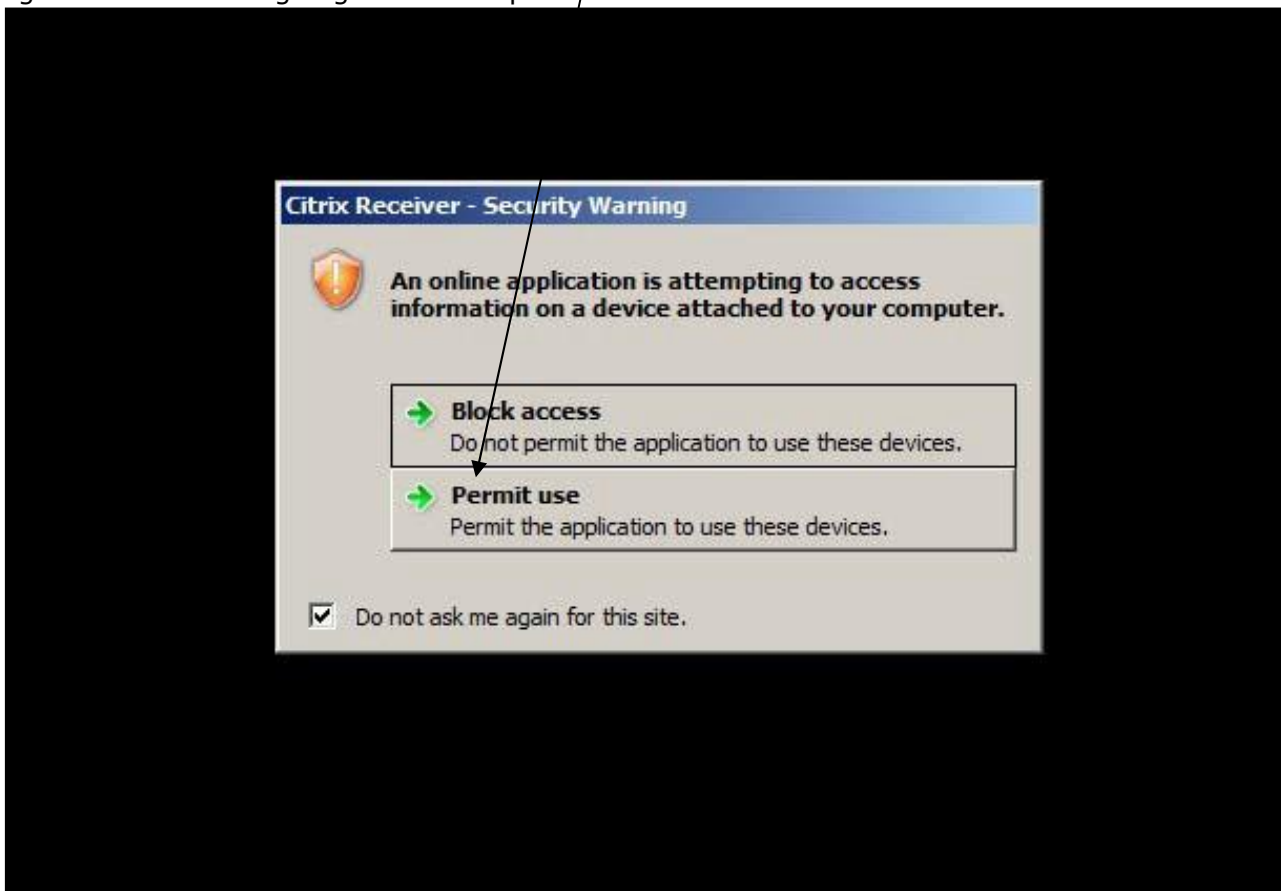 Citrix Receiver - Security Warning
An online application is attempting to access
information on a device attached to your computer.
Block access
Do not permit the application to use these devices.
Permit use
Permit the application to use these devices.
Do not ask me again for this site.